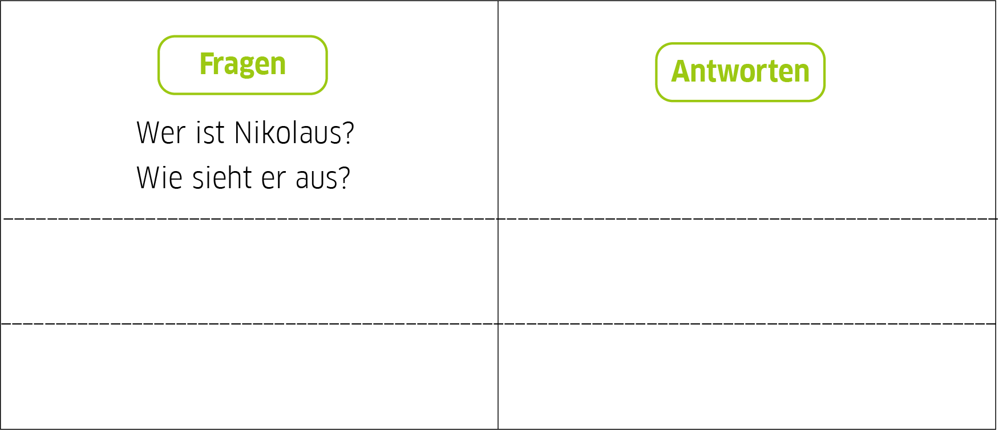 Fragen
Wer ist Nikolaus?
Wie sieht er aus?
Antworten